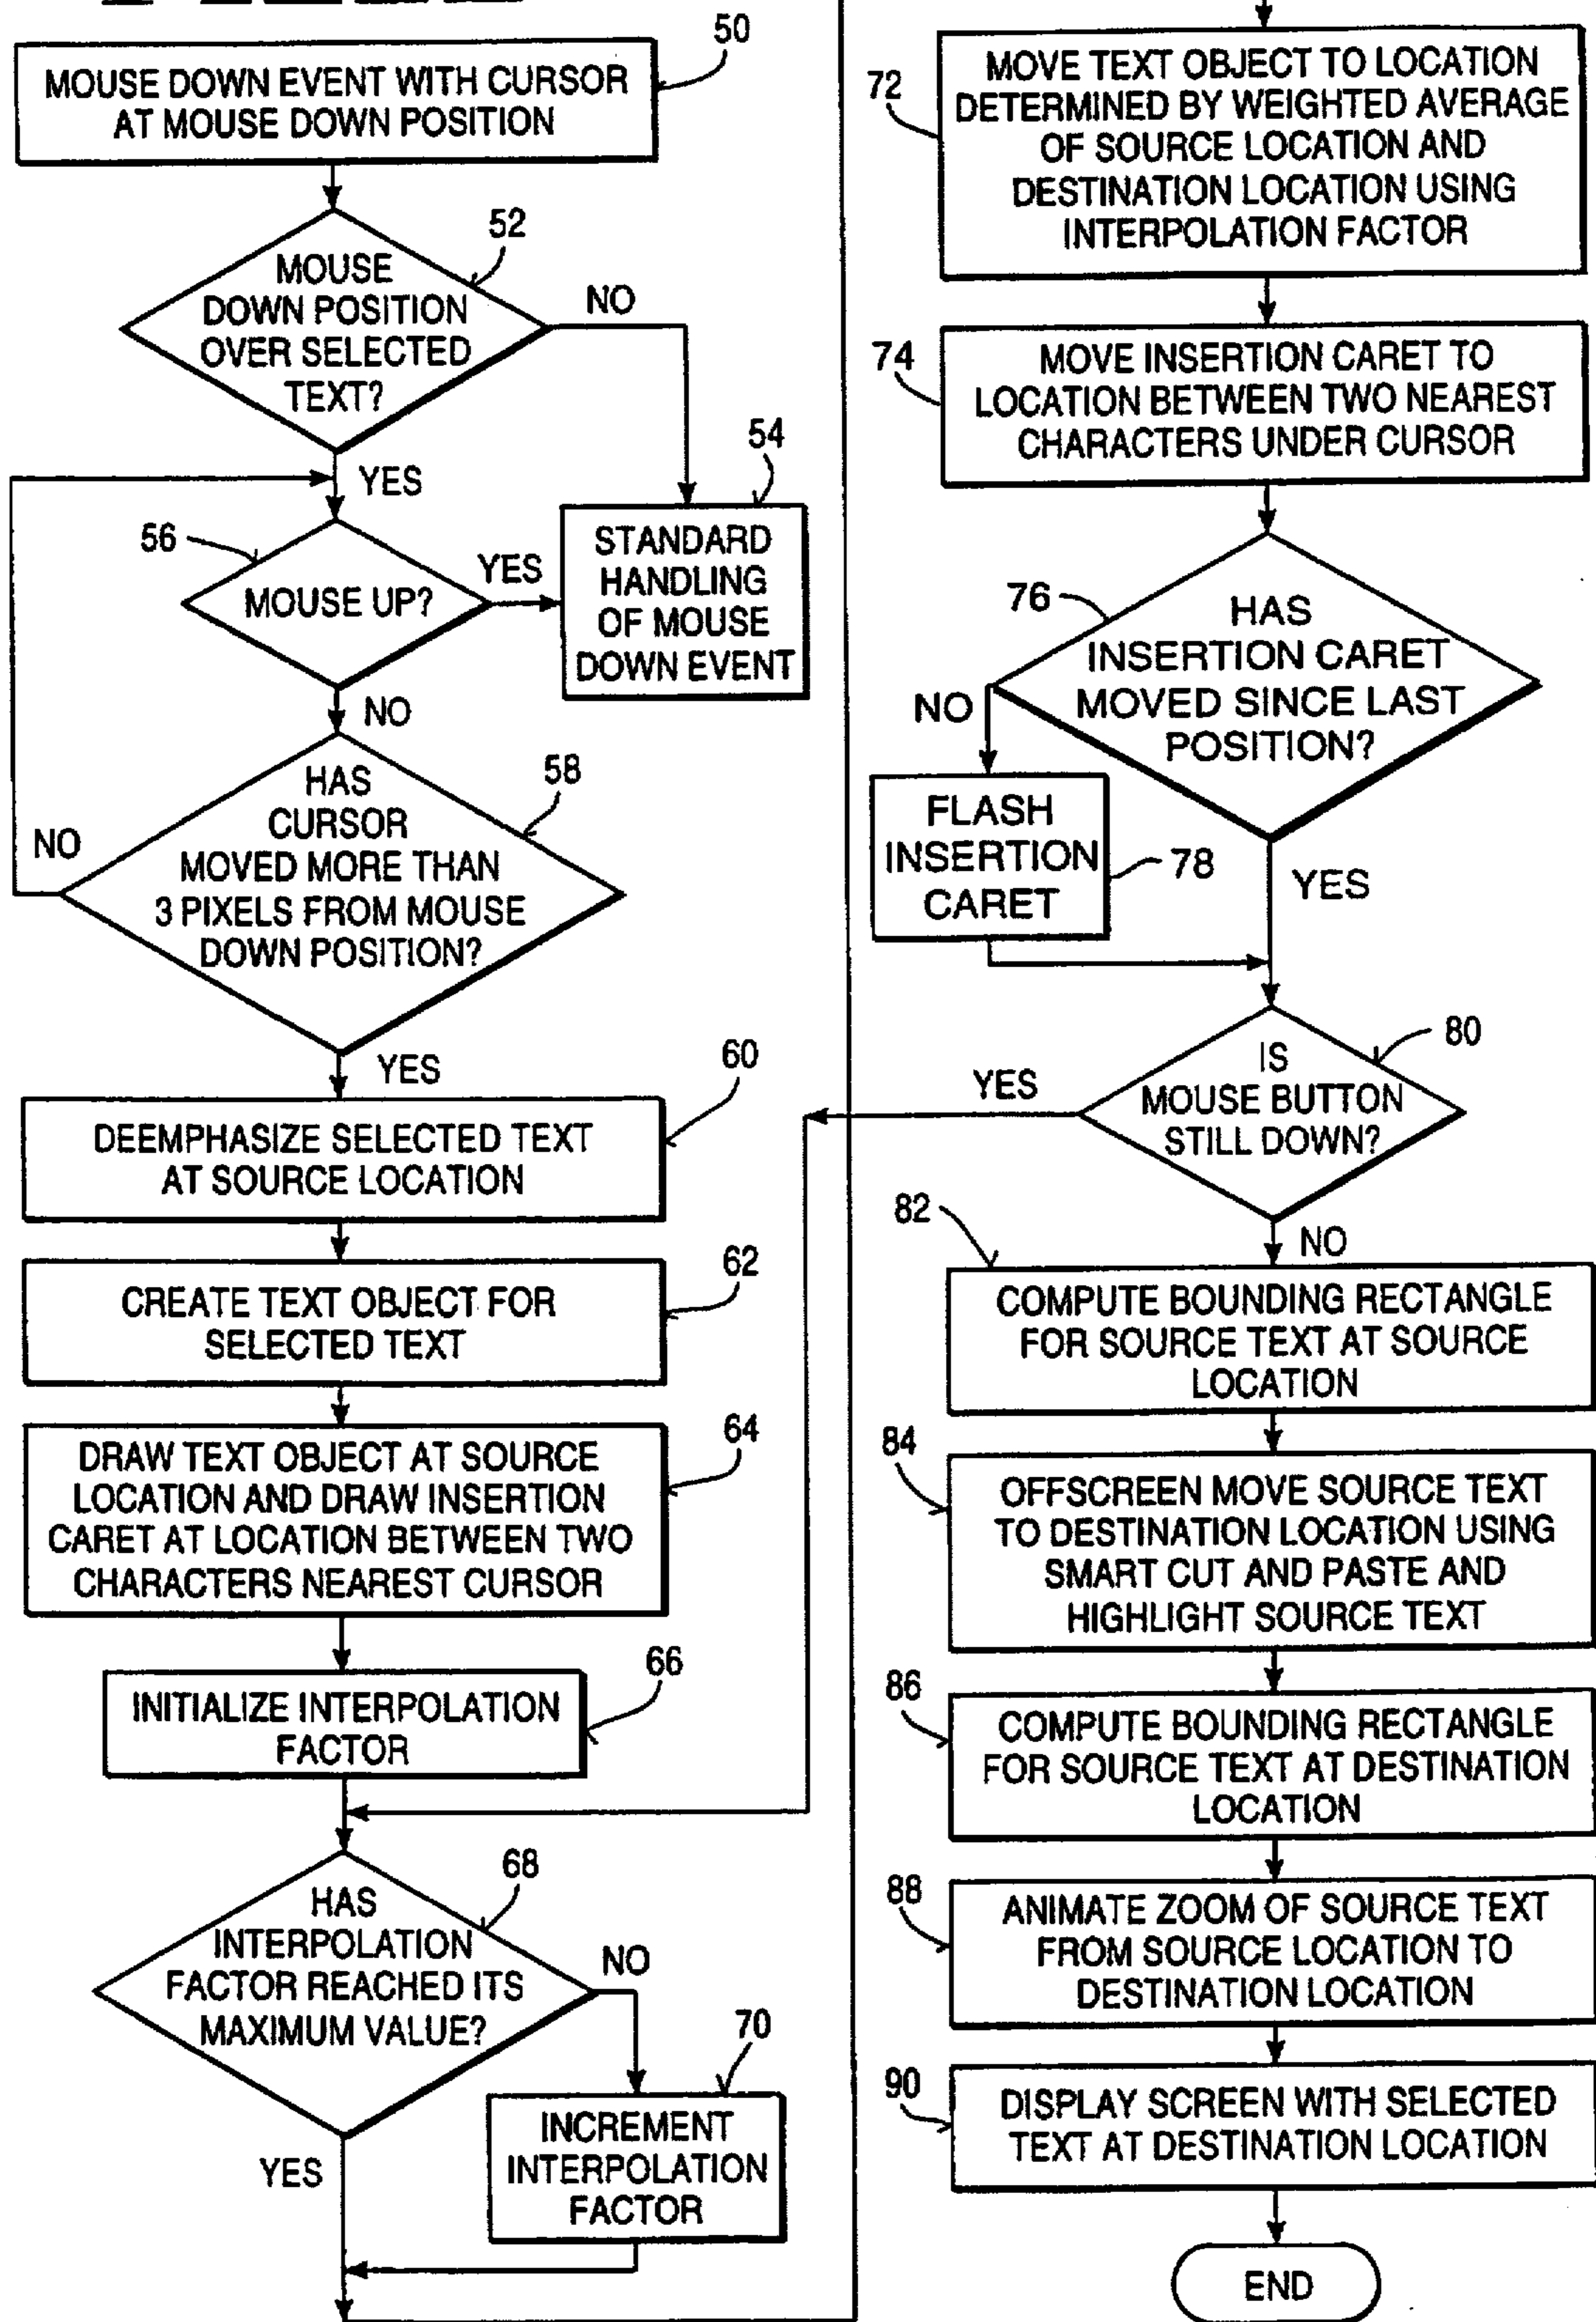 50
MOUSE DOWN EVENT WITH CURSOR
AT MOUSE DOWN POSITION
52
MOUSE
DOWN POSITION
OVER SELECTED
TEXT?
NO
YES
54
STANDARD
HANDLING
OF MOUSE
DOWN EVENT
56
MOUSE UP?
YES
NO
58
HAS
CURSOR
MOVED MORE THAN
3 PIXELS FROM MOUSE
DOWN POSITION?
NO
YES
60
DEEMPHASIZE SELECTED TEXT
AT SOURCE LOCATION
62
CREATE TEXT OBJECT FOR
SELECTED TEXT
64
DRAW TEXT OBJECT AT SOURCE
LOCATION AND DRAW INSERTION
CARET AT LOCATION BETWEEN TWO
CHARACTERS NEAREST CURSOR
66
INITIALIZE INTERPOLATION
FACTOR
68
HAS
INTERPOLATION
FACTOR REACHED ITS
MAXIMUM VALUE?
NO
YES
70
INCREMENT
INTERPOLATION
FACTOR
72
MOVE TEXT OBJECT TO LOCATION
DETERMINED BY WEIGHTED AVERAGE
OF SOURCE LOCATION AND
DESTINATION LOCATION USING
INTERPOLATION FACTOR
74
MOVE INSERTION CARET TO
LOCATION BETWEEN TWO NEAREST
CHARACTERS UNDER CURSOR
76
HAS
INSERTION CARET
MOVED SINCE LAST
POSITION?
NO
YES
FLASH
INSERTION
CARET
78
80
IS
MOUSE BUTTON
STILL DOWN?
YES
NO
82
COMPUTE BOUNDING RECTANGLE
FOR SOURCE TEXT AT SOURCE
LOCATION
84
OFFSCREEN MOVE SOURCE TEXT
TO DESTINATION LOCATION USING
SMART CUT AND PASTE AND
HIGHLIGHT SOURCE TEXT
86
COMPUTE BOUNDING RECTANGLE
FOR SOURCE TEXT AT DESTINATION
LOCATION
88
ANIMATE ZOOM OF SOURCE TEXT
FROM SOURCE LOCATION TO
DESTINATION LOCATION
90
DISPLAY SCREEN WITH SELECTED
TEXT AT DESTINATION LOCATION
END